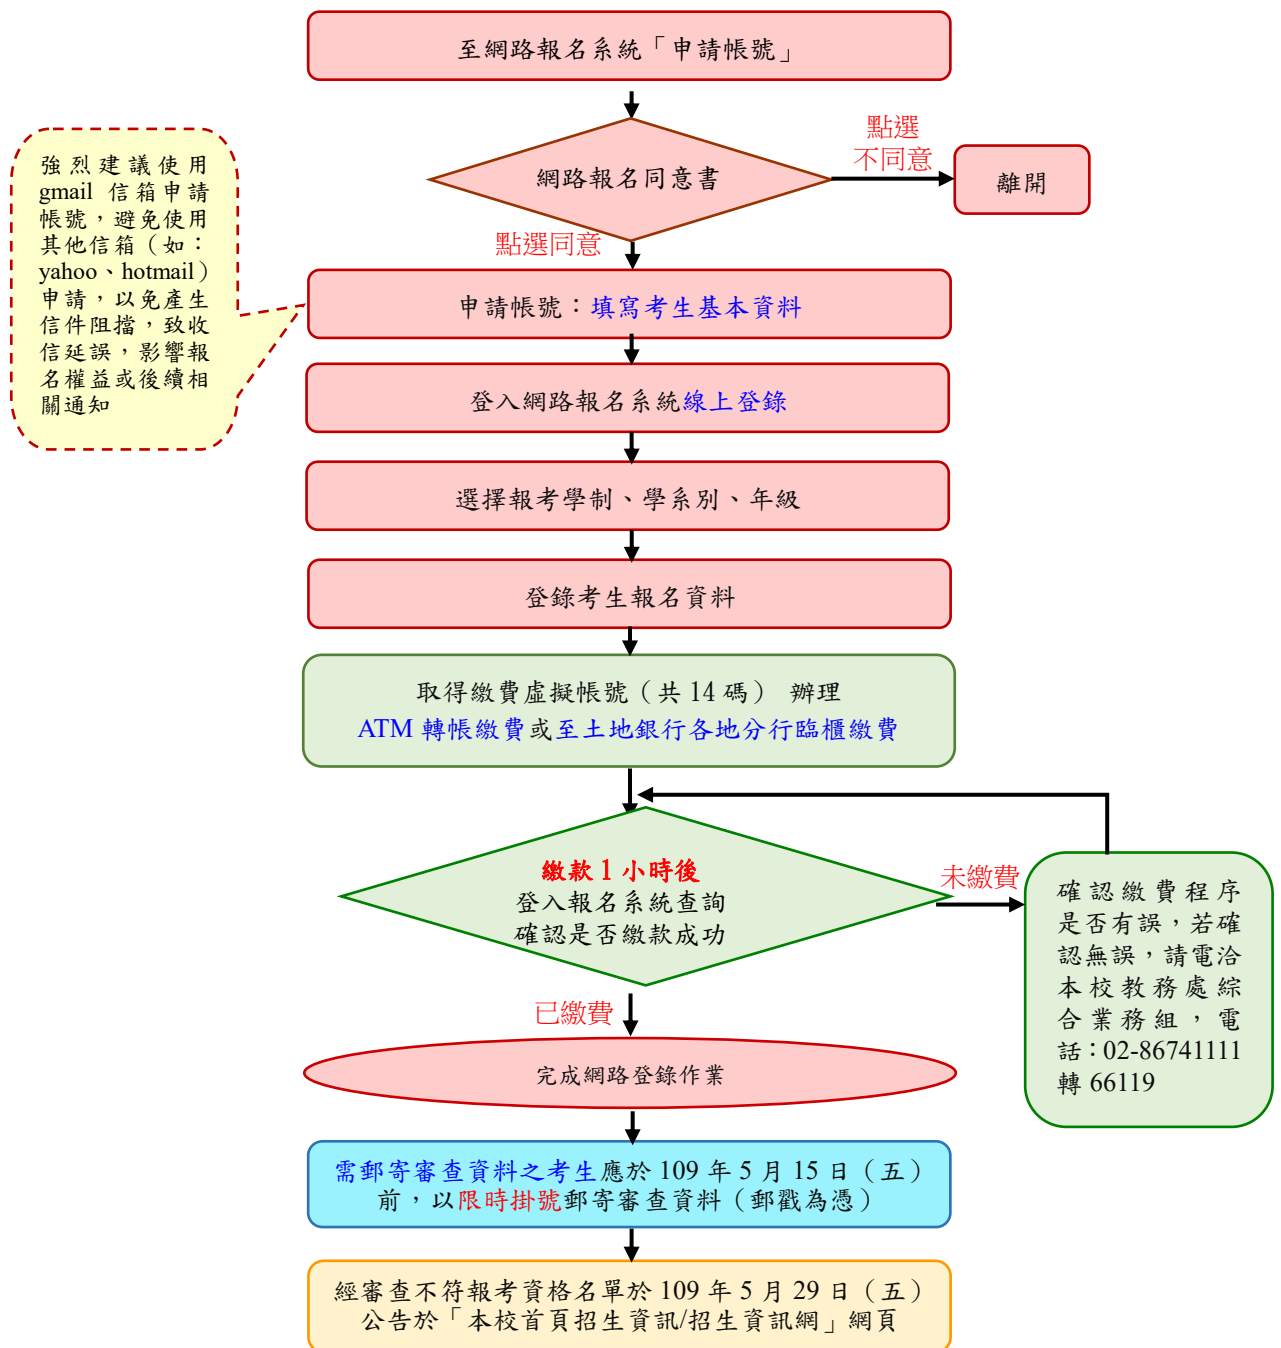 至網路報名系統「申請帳號」
點選
不同意
網路報名同意書
離開
點選同意
強烈建議使用
gmail 信箱申請
帳號，避免使用
其他信箱（如：
yahoo、hotmail）
申請，以免產生
信件阻擋，致收
信延誤，影響報
名權益或後續相
關通知
申請帳號：填寫考生基本資料
登入網路報名系統線上登錄
選擇報考學制、學系別、年級
登錄考生報名資料
取得繳費虛擬帳號（共 14 碼） 辦理
ATM 轉帳繳費或至土地銀行各地分行臨櫃繳費
繳款 1 小時後
登入報名系統查詢
確認是否繳款成功
未繳費
確認繳費程序
是否有誤，若確
認無誤，請電洽
本校教務處綜
合業務組，電
話：02-86741111
轉 66119
已繳費
完成網路登錄作業
需郵寄審查資料之考生應於 109 年 5 月 15 日（五）
前，以限時掛號郵寄審查資料（郵戳為憑）
經審查不符報考資格名單於 109 年 5 月 29 日（五）
公告於「本校首頁招生資訊/招生資訊網」網頁